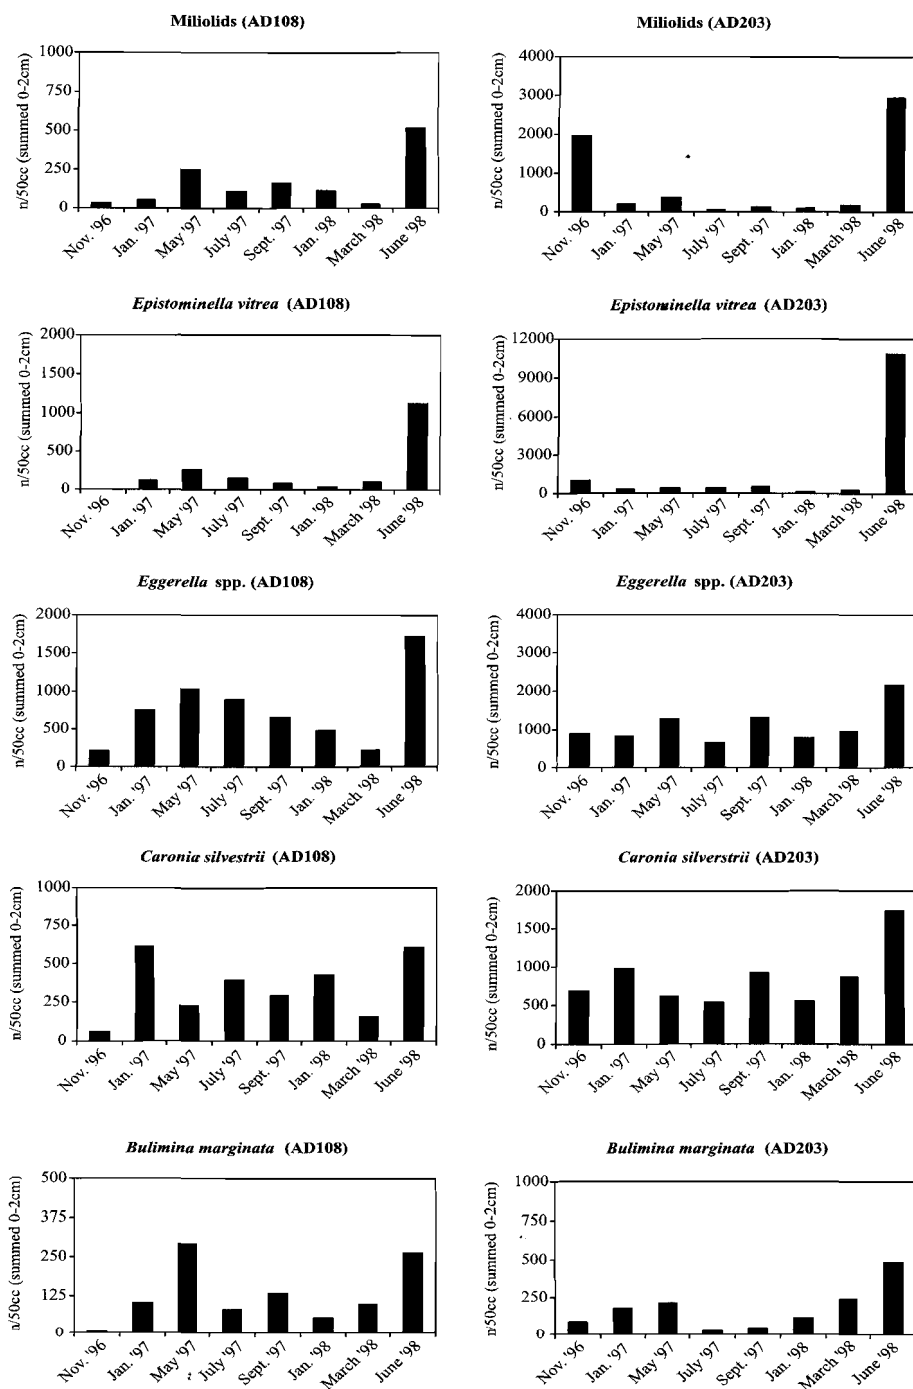 Miliolids (AD108)
n/50cc (summed 0-2cm)
1000
750
500
250
0
Nov. '96
Jan. '97
May '97
July '97
Sept. '97
Jan. '98
March '98
June '98
Miliolids (AD203)
n/50cc (summed 0-2cm)
4000
3000
2000
1000
0
Nov. '96
Jan. '97
May '97
July '97
Sept. '97
Jan. '98
March '98
June '98
Epistominella vitrea (AD108)
n/50cc (summed 0-2cm)
2000
1500
1000
500
0
Nov. '96
Jan. '97
May '97
July '97
Sept. '97
Jan. '98
March '98
June '98
Epistominella vitrea (AD203)
n/50cc (summed 0-2cm)
12000
9000
6000
3000
0
Nov. '96
Jan. '97
May '97
July '97
Sept. '97
Jan. '98
March '98
June '98
Eggerella spp. (AD108)
n/50cc (summed 0-2cm)
2000
1500
1000
500
0
Nov. '96
Jan. '97
May '97
July '97
Sept. '97
Jan. '98
March '98
June '98
Eggerella spp. (AD203)
n/50cc (summed 0-2cm)
4000
3000
2000
1000
0
Nov. '96
Jan. '97
May '97
July '97
Sept. '97
Jan. '98
March '98
June '98
Caronia silvestrii (AD108)
n/50cc (summed 0-2cm)
1000
750
500
250
0
Nov. '96
Jan. '97
May '97
July '97
Sept. '97
Jan. '98
March '98
June '98
Caronia silverstrii (AD203)
n/50cc (summed 0-2cm)
2000
1500
1000
500
0
Nov. '96
Jan. '97
May '97
July '97
Sept. '97
Jan. '98
March '98
June '98
Bulimina marginata (AD108)
n/50cc (summed 0-2cm)
500
375
250
125
0
Nov. '96
Jan. '97
May '97
July '97
Sept. '97
Jan. '98
March '98
June '98
Bulimina marginata (AD203)
n/50cc (summed 0-2cm)
1000
750
500
250
0
Nov. '96
Jan. '97
May '97
July '97
Sept. '97
Jan. '98
March '98
June '98